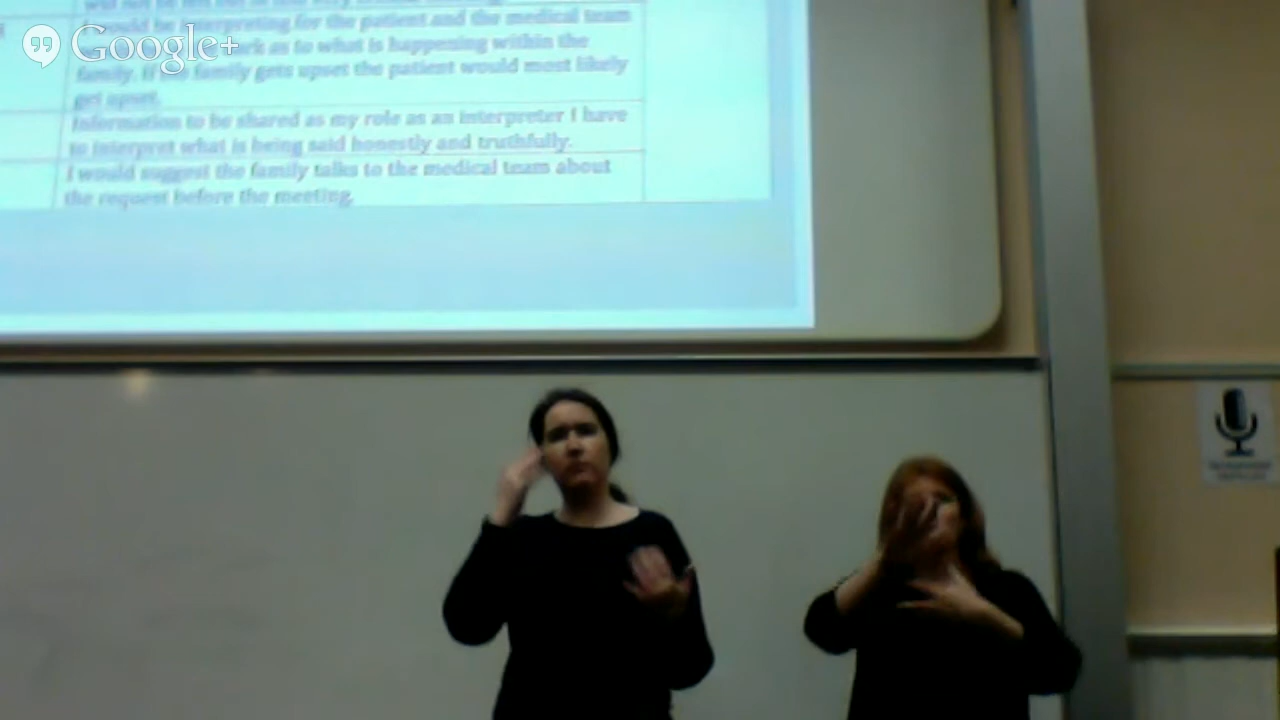 Google+
would be interpreting for the patient and the medical team
as to what is happening within the
family. If the family gets upset the patient would most likely
get upset.
Information to be shared as my role as an interpreter I have
to interpret what is being said honestly and truthfully.
I would suggest the family talks to the medical team about
the request before the meeting.